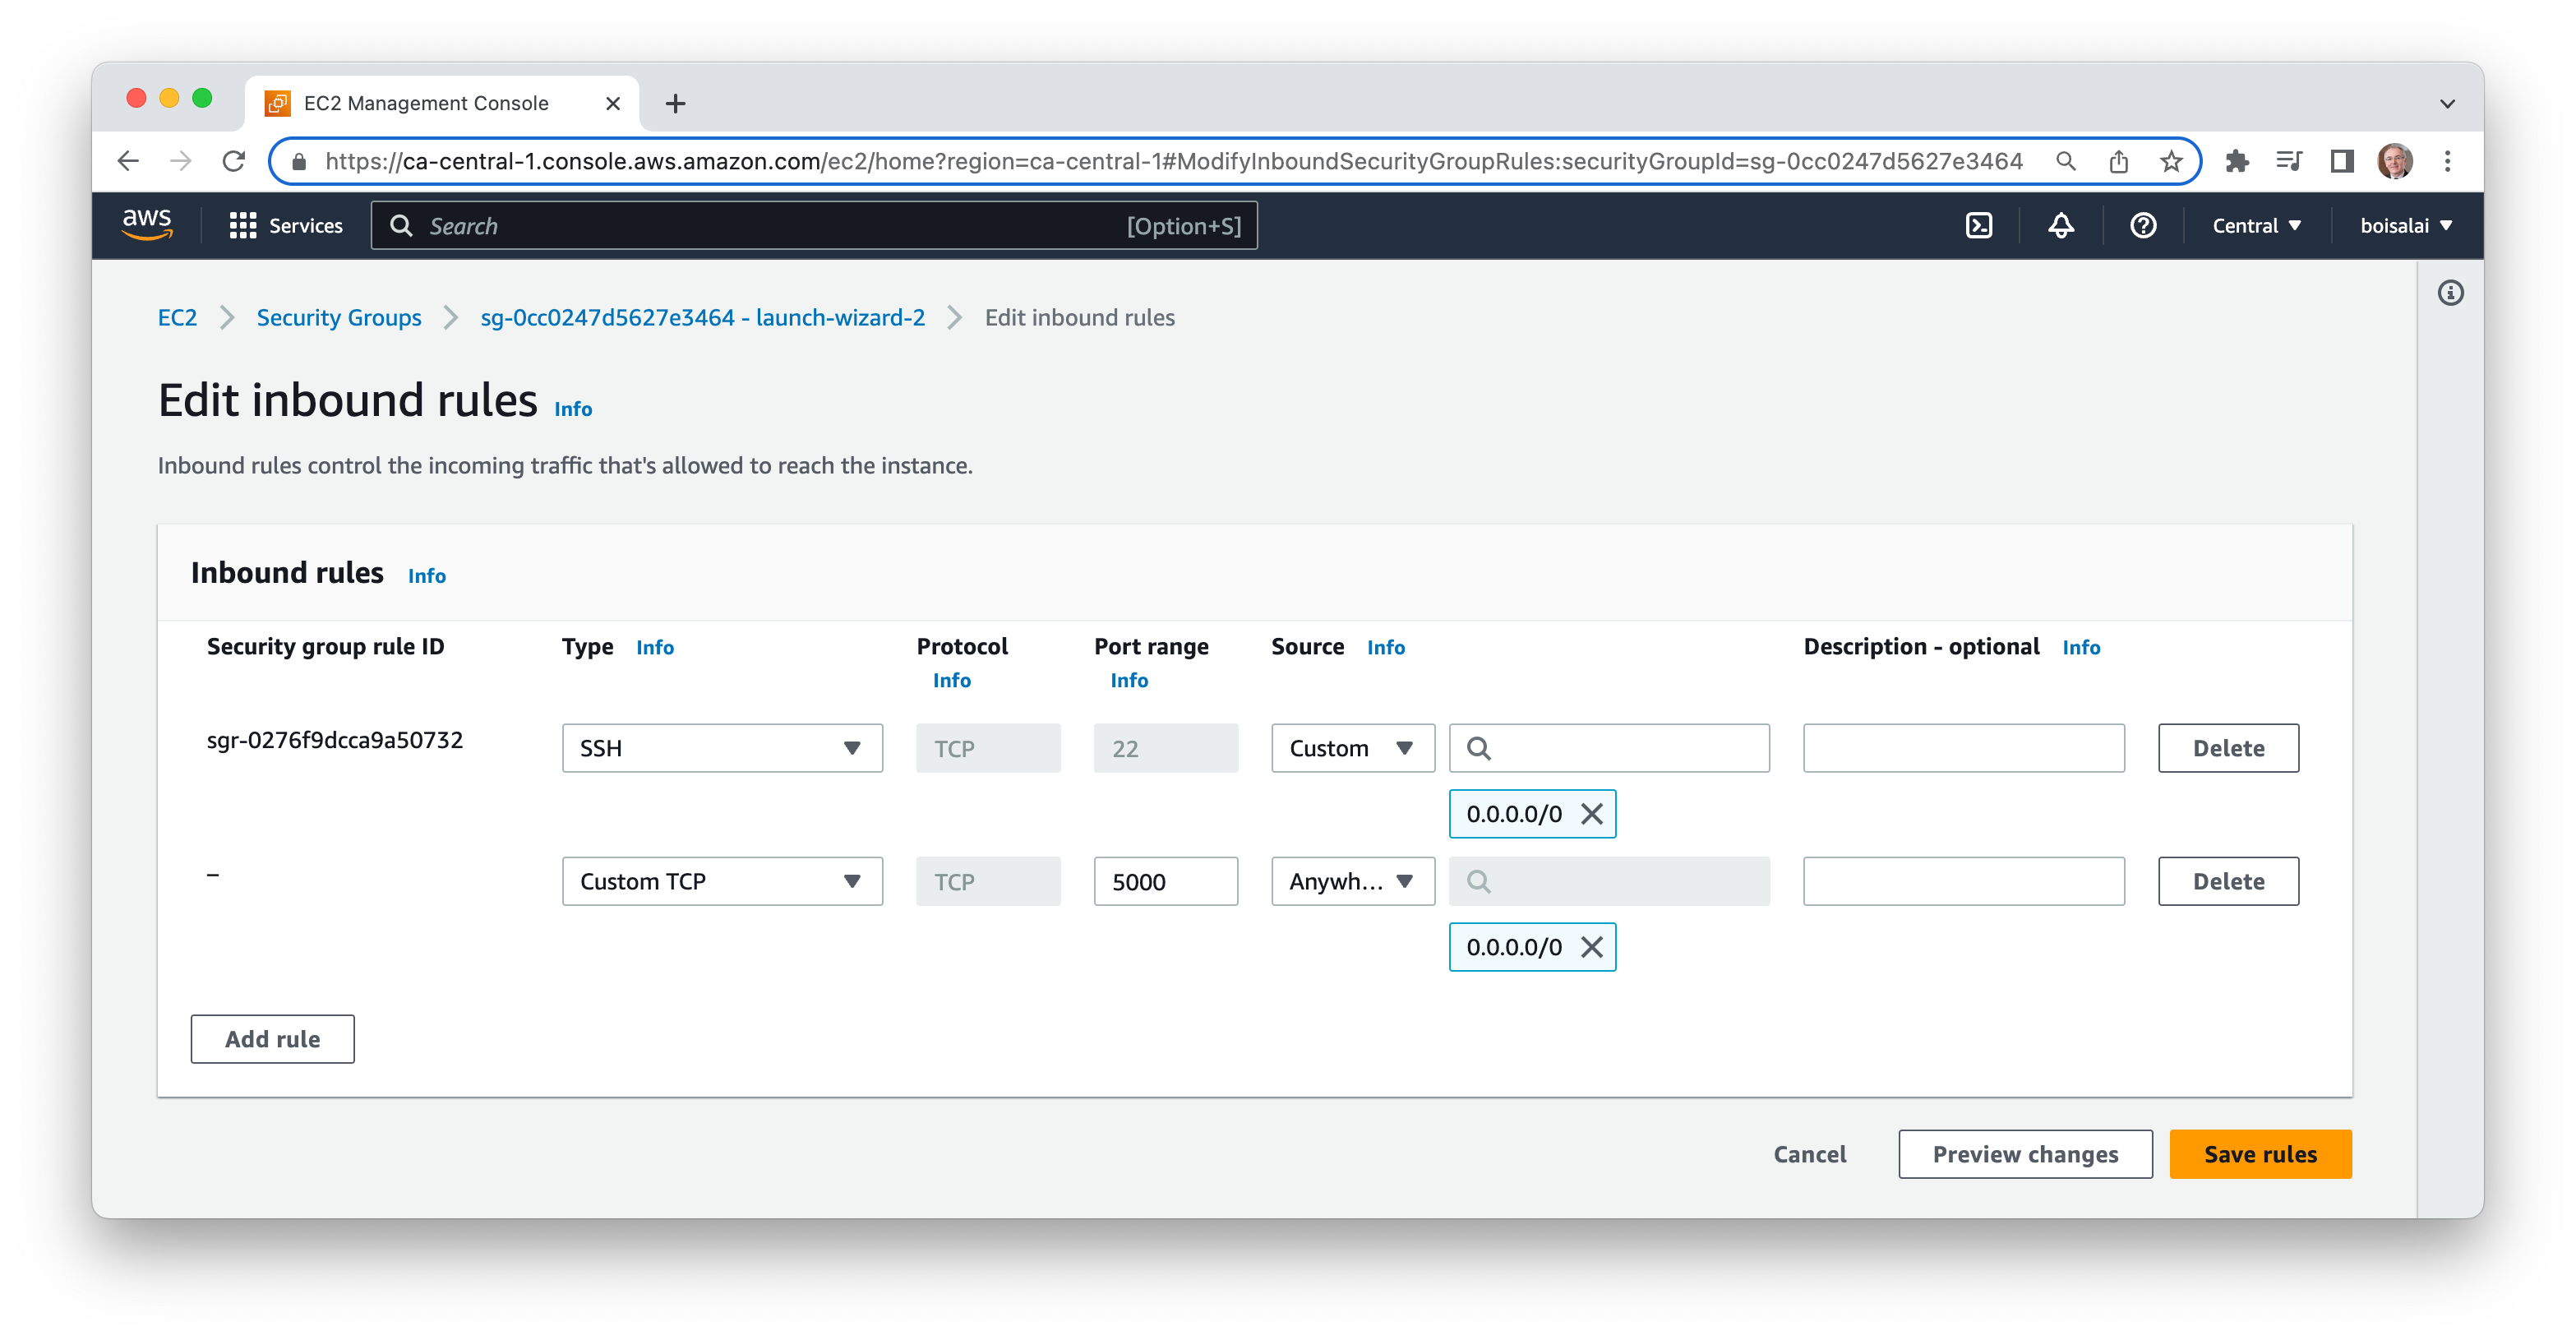 EC2 Management Console
https://ca-central-1.console.aws.amazon.com/ec2/home?region=ca-central-1#ModifyInboundSecurityGroupRules:securityGroupId=sg-0cc0247d5627e3464
aws Services Search [Option+S] Central boisalai
EC2 Security Groups sg-0cc0247d5627e3464 - launch-wizard-2 Edit inbound rules
Edit inbound rules Info
Inbound rules control the incoming traffic that's allowed to reach the instance.
Inbound rules Info
Security group rule ID Type Info Protocol Port range Source Info Description - optional Info
Info Info
sgr-0276f9dcca9a50732 SSH TCP 22 Custom Delete
0.0.0.0/0
– Custom TCP TCP 5000 Anywh... Delete
0.0.0.0/0
Add rule
Cancel Preview changes Save rules